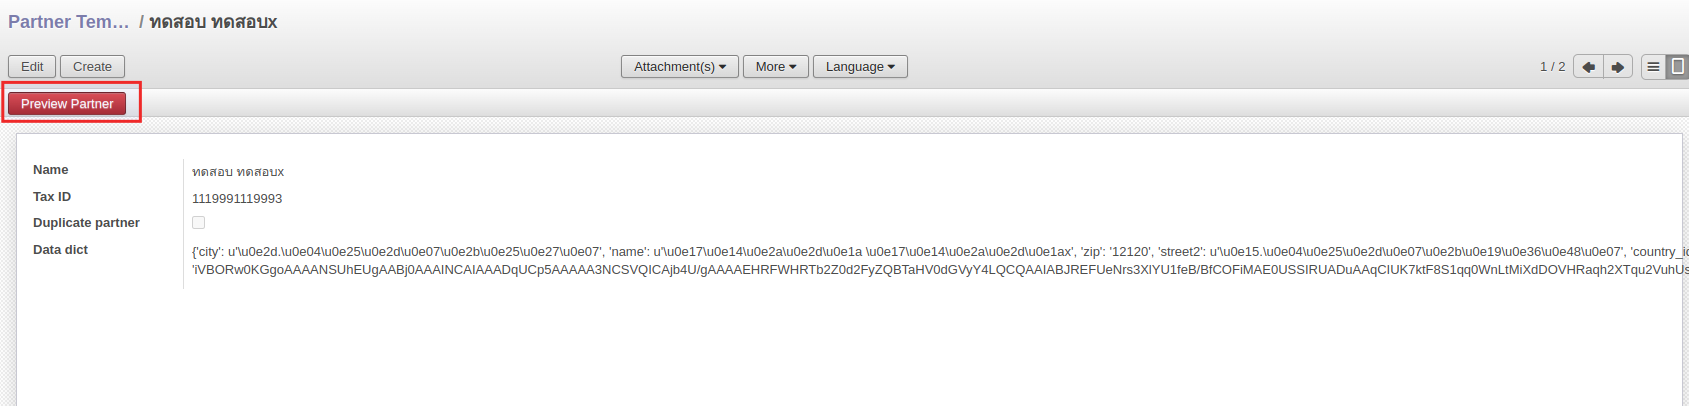 Partner Tem... / ทดสอบ ทดสอบx
Edit Create Attachment(s) More Language 1 / 2
Preview Partner
Name ทดสอบ ทดสอบx
Tax ID 1119991119993
Duplicate partner
Data dict {'city': u'\u0e2d.\u0e04\u0e25\u0e2d\u0e07\u0e2b\u0e25\u0e27\u0e07', 'name': u'\u0e17\u0e14\u0e2a\u0e2d\u0e1a \u0e17\u0e14\u0e2a\u0e2d\u0e1ax', 'zip': '12120', 'street2': u'\u0e15.\u0e04\u0e25\u0e2d\u0e07\u0e2b\u0e19\u0e36\u0e48\u0e07', 'country_id
'iVBORw0KGgoAAAANSUhEUgAABj0AAAINCAIAAADqUCp5AAAAA3NCSVQICAjb4U/gAAAAEHRFWHRTb2Z0d2FyZQBTaHV0dGVyY4LQCQAAIABJREFUeNrs3XlYU1feB/BfCOFiMAE0USSIRUADuAAqCIUK7ktF8S1qq0WnLtMiXdDOVHRaqh2XTqu2VuhUs